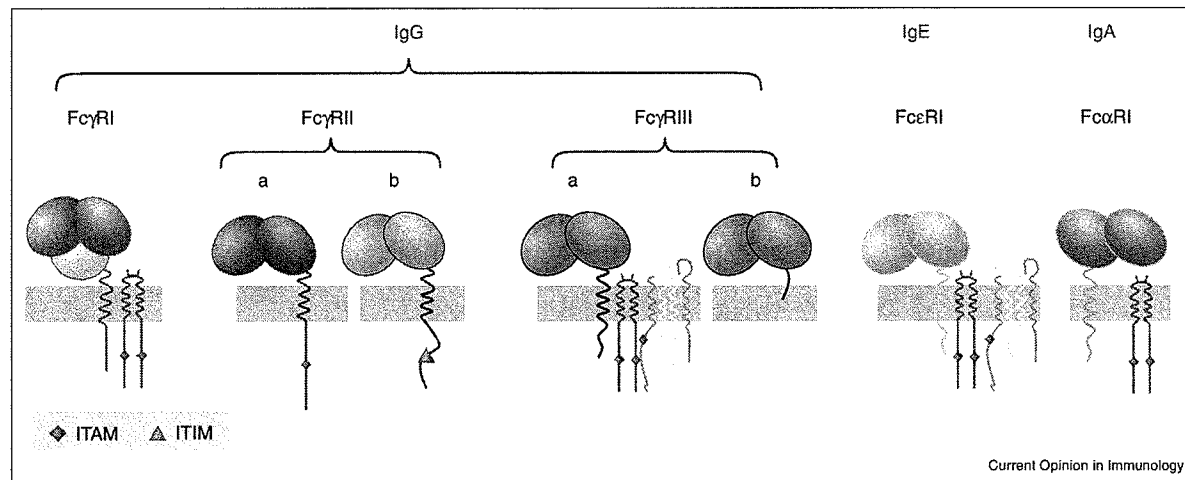 IgG IgE IgA
FcγRI FcγRII FcγRIII FcεRI FcαRI
a b a b
ITAM ITIM
Current Opinion in Immunology